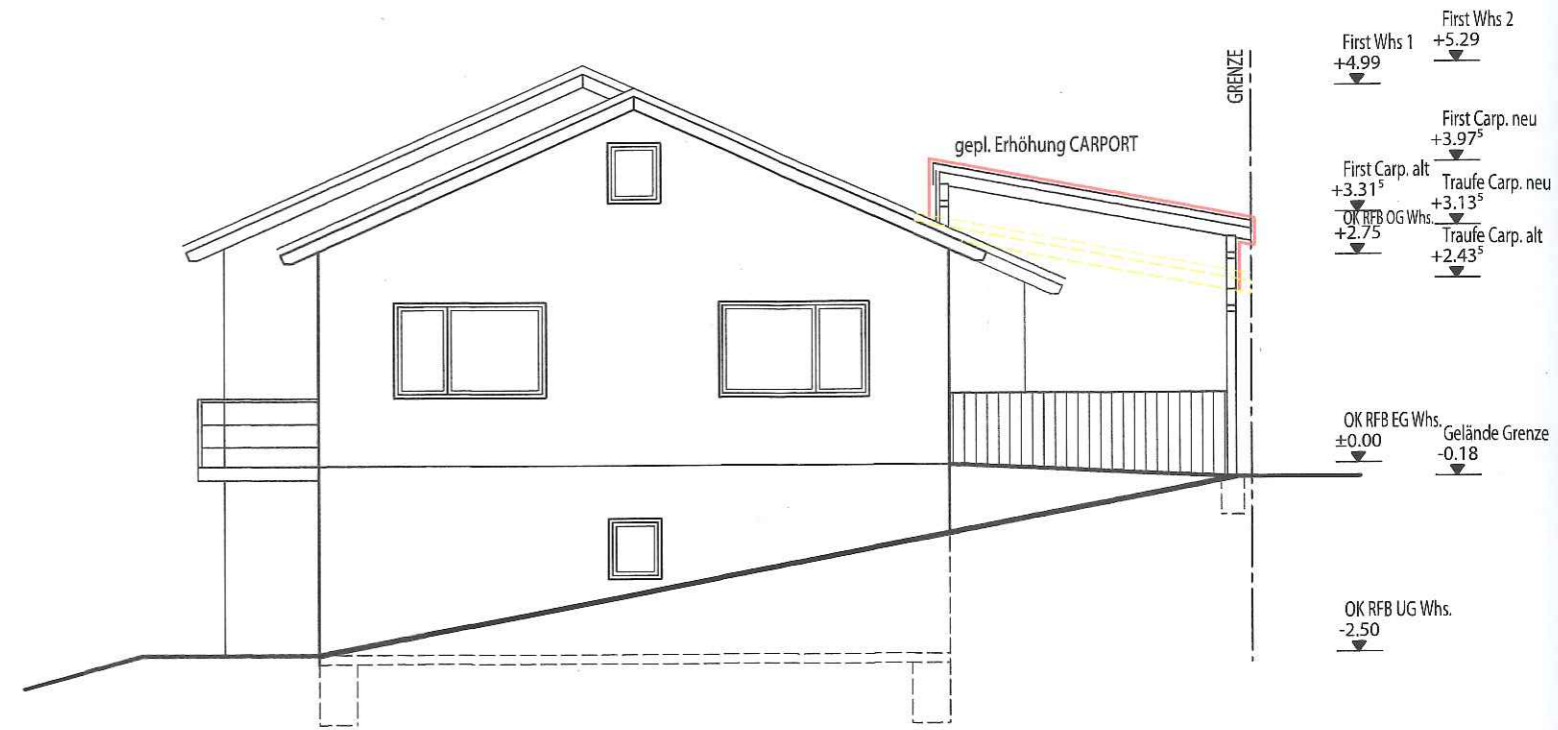 First Whs 2
+5.29
First Whs 1
+4.99
GRENZE
First Carp. neu
+3.97⁵
gepl. Erhöhung CARPORT
First Carp. alt
+3.31⁵
Traufe Carp. neu
+3.13⁵
OK RFB OG Whs.
+2.75
Traufe Carp. alt
+2.43⁵
OK RFB EG Whs.
±0.00
Gelände Grenze
-0.18
OK RFB UG Whs.
-2.50